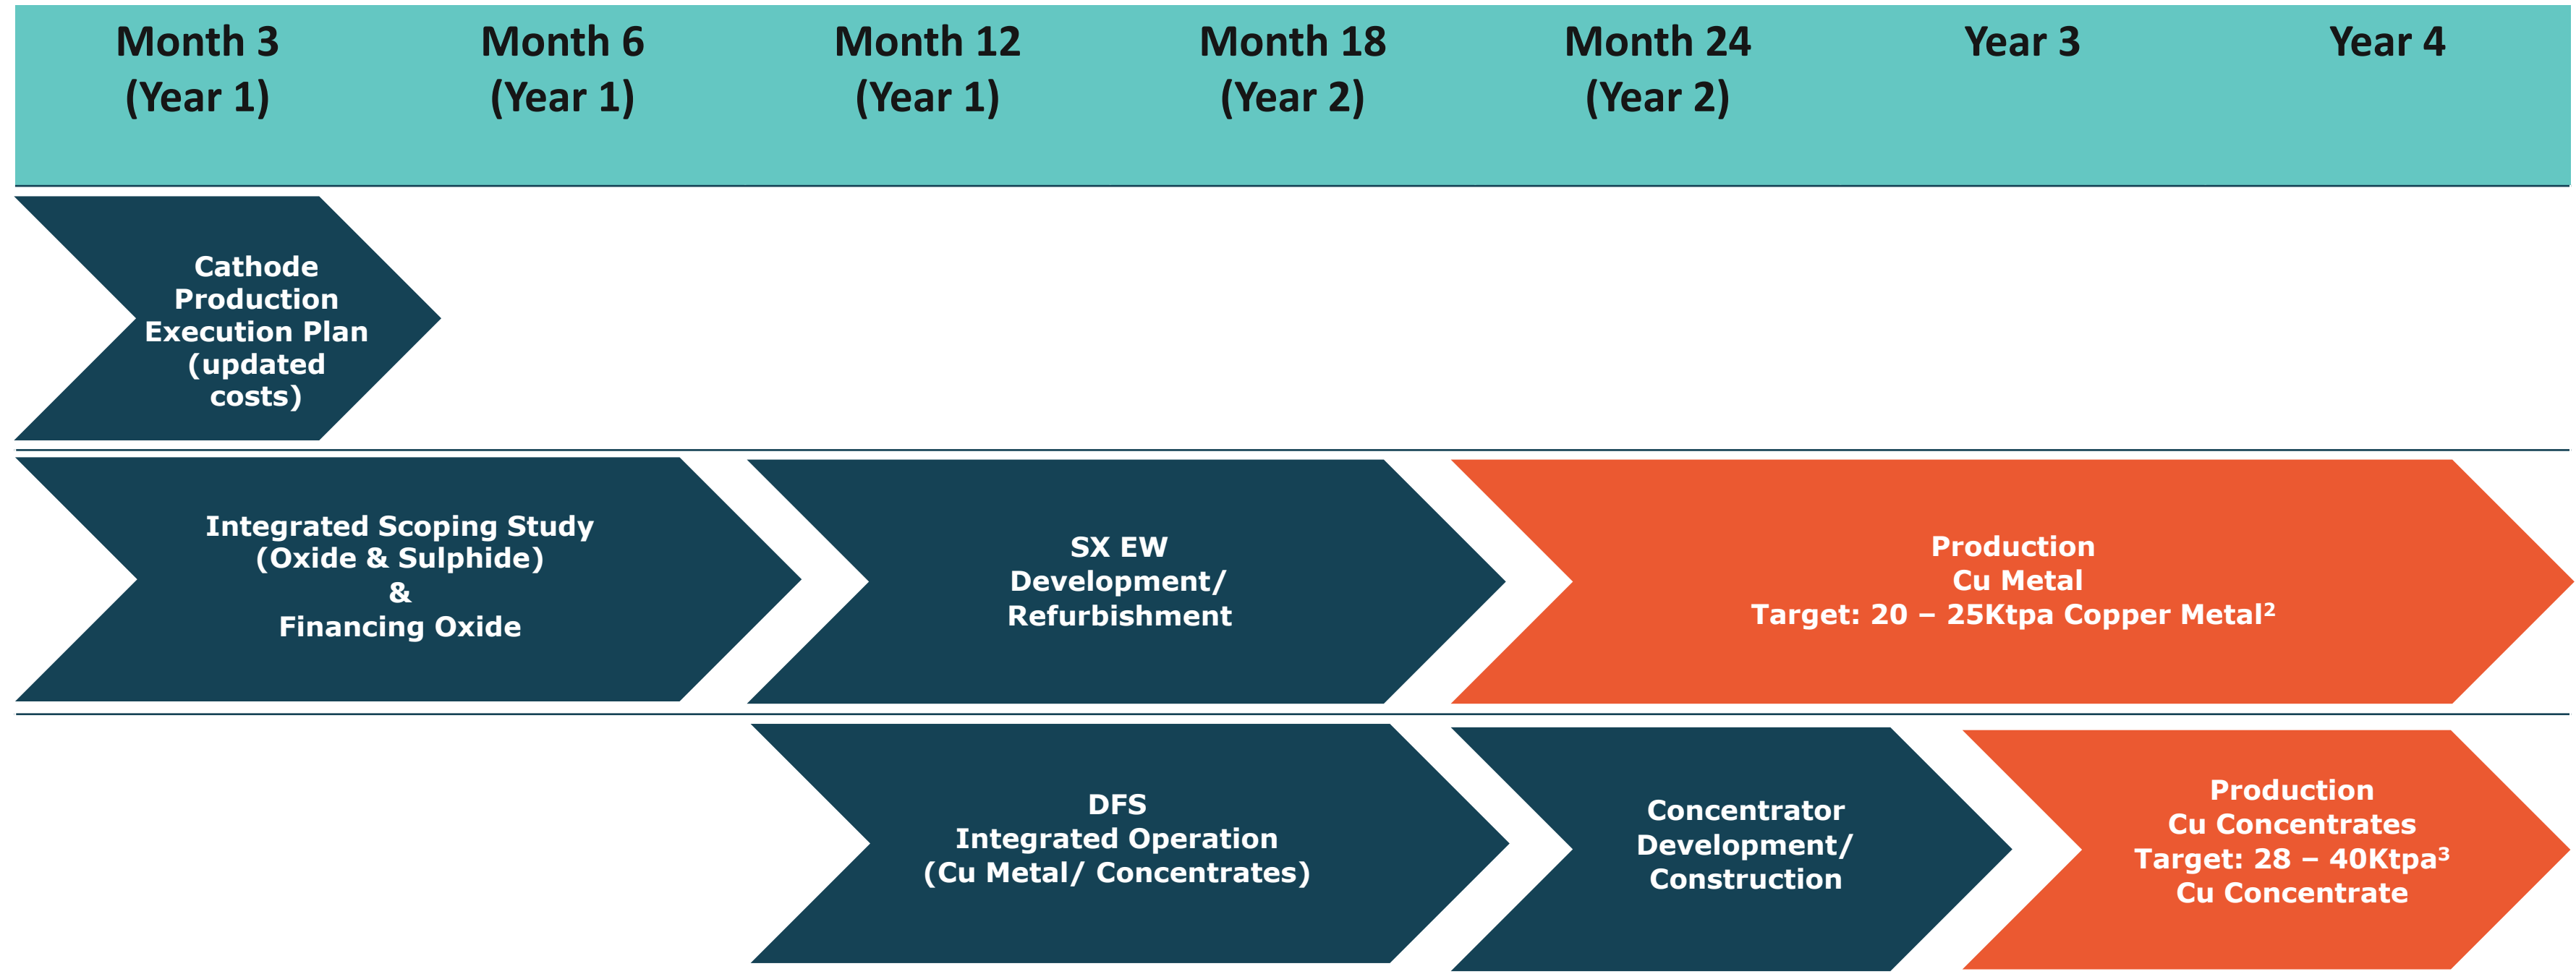 Month 3
(Year 1)
Month 6
(Year 1)
Month 12
(Year 1)
Month 18
(Year 2)
Month 24
(Year 2)
Year 3
Year 4
Cathode
Production
Execution Plan
(updated
costs)
Integrated Scoping Study
(Oxide & Sulphide)
&
Financing Oxide
SX EW
Development/
Refurbishment
Production
Cu Metal
Target: 20 – 25Ktpa Copper Metal²
DFS
Integrated Operation
(Cu Metal/ Concentrates)
Concentrator
Development/
Construction
Production
Cu Concentrates
Target: 28 – 40Ktpa³
Cu Concentrate